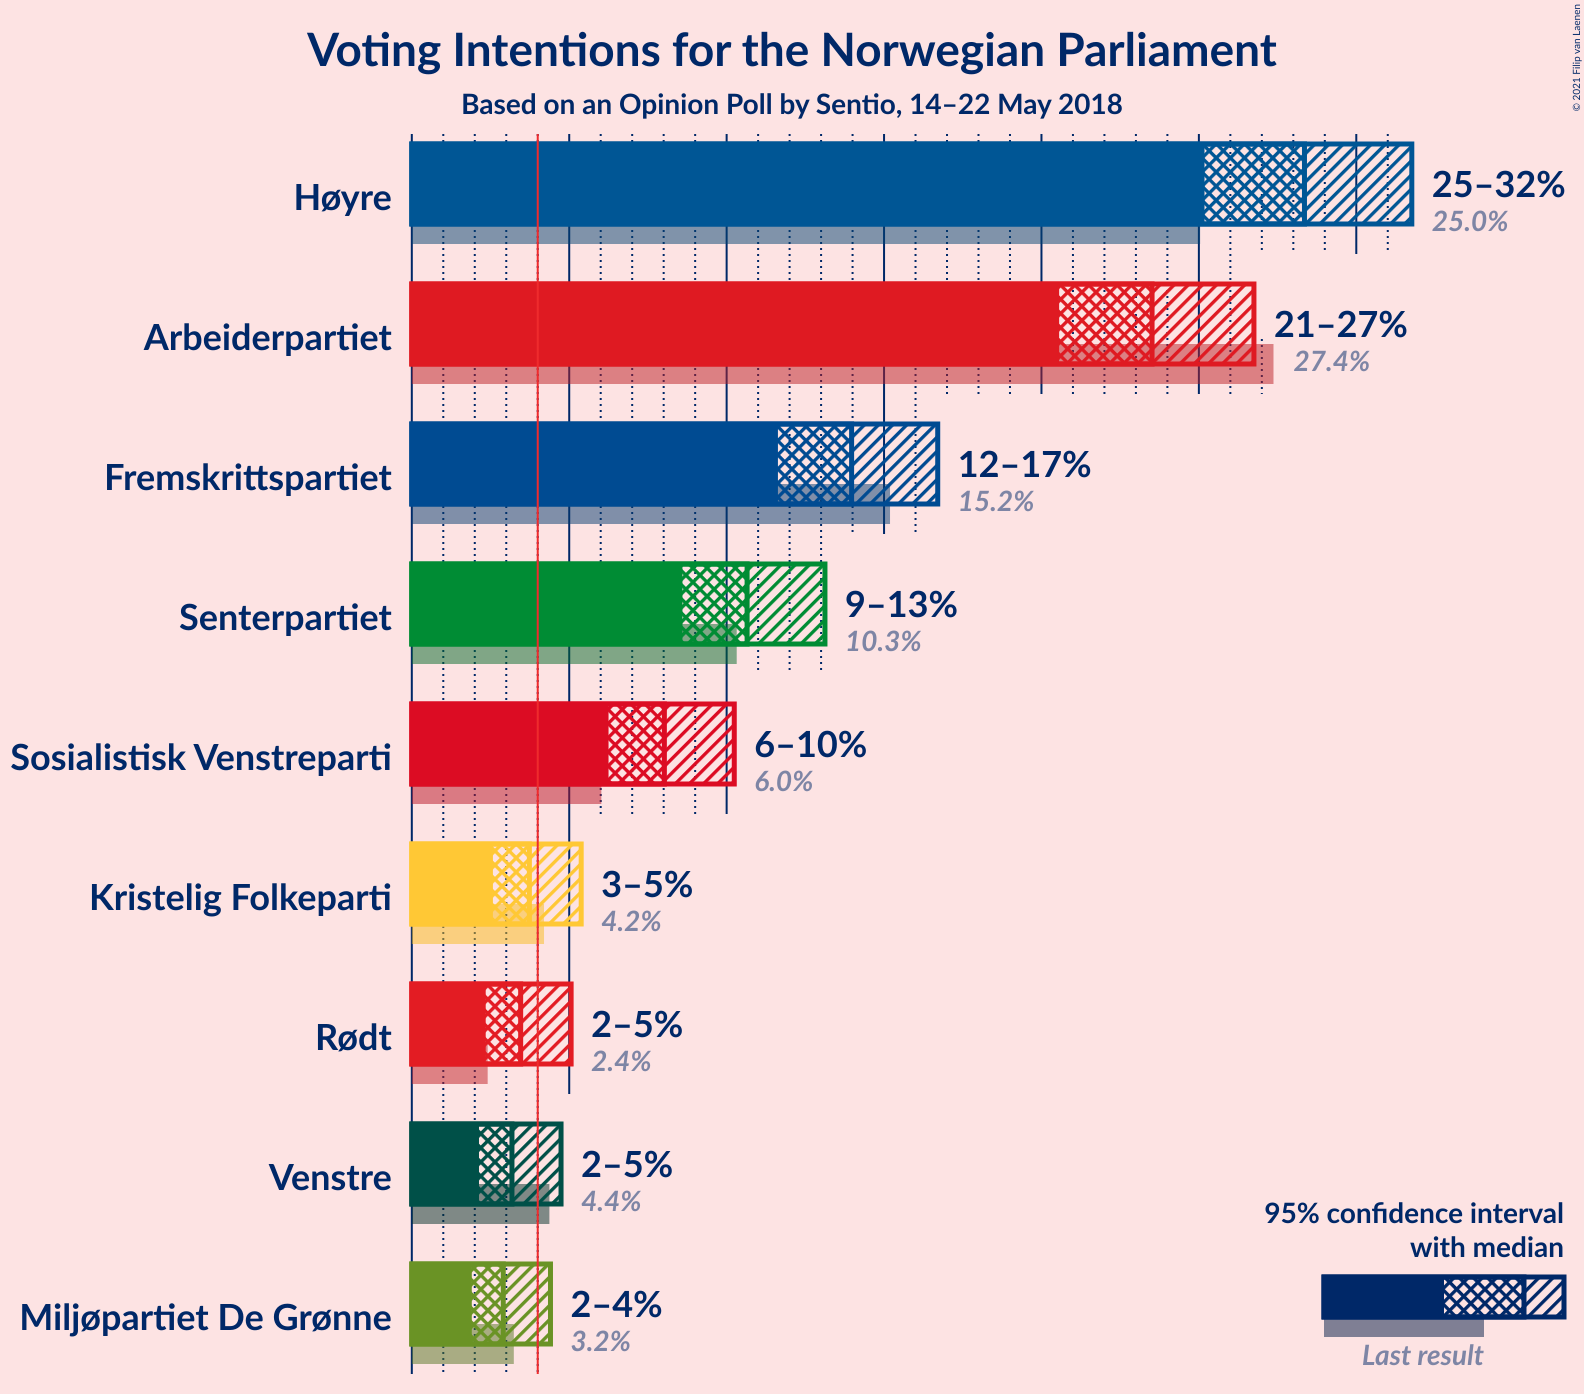 Voting Intentions for the Norwegian Parliament
Based on an Opinion Poll by Sentio, 14–22 May 2018
© 2021 Filip van Laenen
Høyre
25–32%
25.0%
Arbeiderpartiet
21–27%
27.4%
Fremskrittspartiet
12–17%
15.2%
Senterpartiet
9–13%
10.3%
Sosialistisk Venstreparti
6–10%
6.0%
Kristelig Folkeparti
3–5%
4.2%
Rødt
2–5%
2.4%
Venstre
2–5%
4.4%
Miljøpartiet De Grønne
2–4%
3.2%
95% confidence interval
with median
Last result